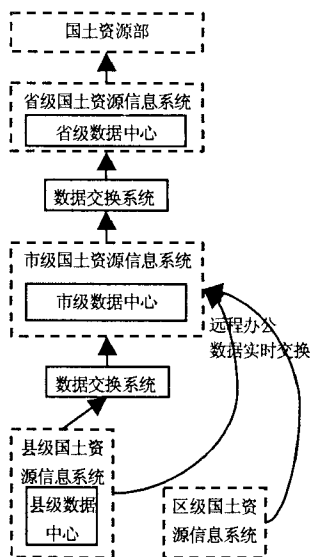 国土资源部
省级国土资源信息系统
省级数据中心
数据交换系统
市级国土资源信息系统
市级数据中心
远程办公
数据实时交换
数据交换系统
县级国土资
源信息系统
县级数据
中心
区级国土资
源信息系统